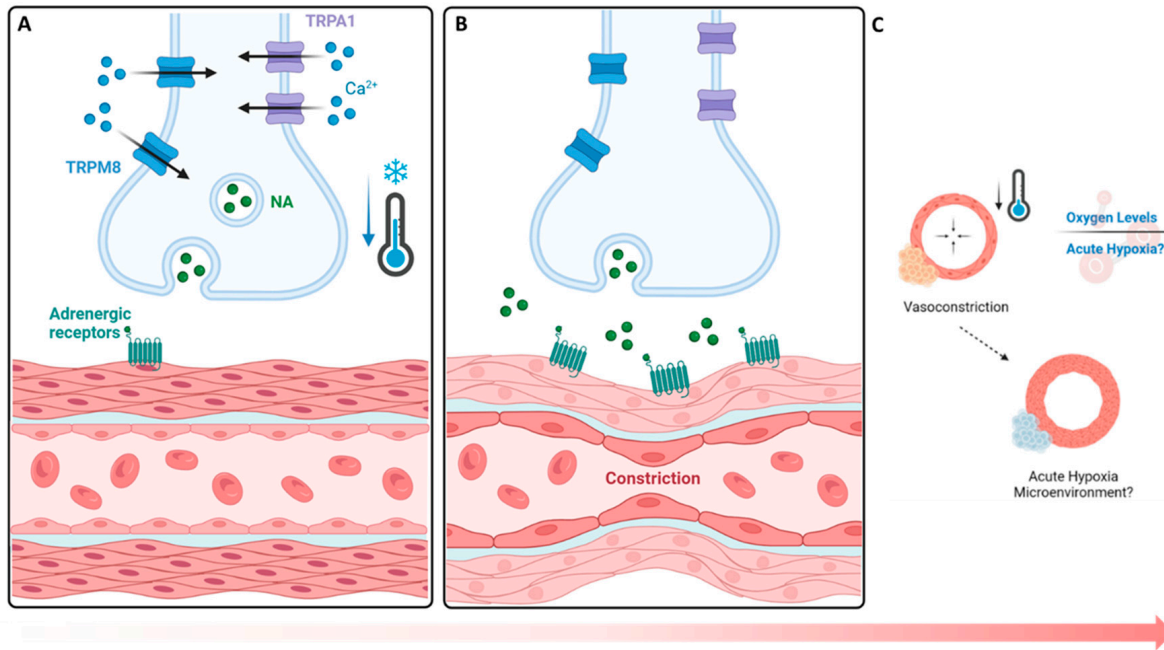 A
TRPA1
Ca²⁺
TRPM8
NA
Adrenergic
receptors
B
Constriction
C
Oxygen Levels
Acute Hypoxia?
Vasoconstriction
Acute Hypoxia
Microenvironment?